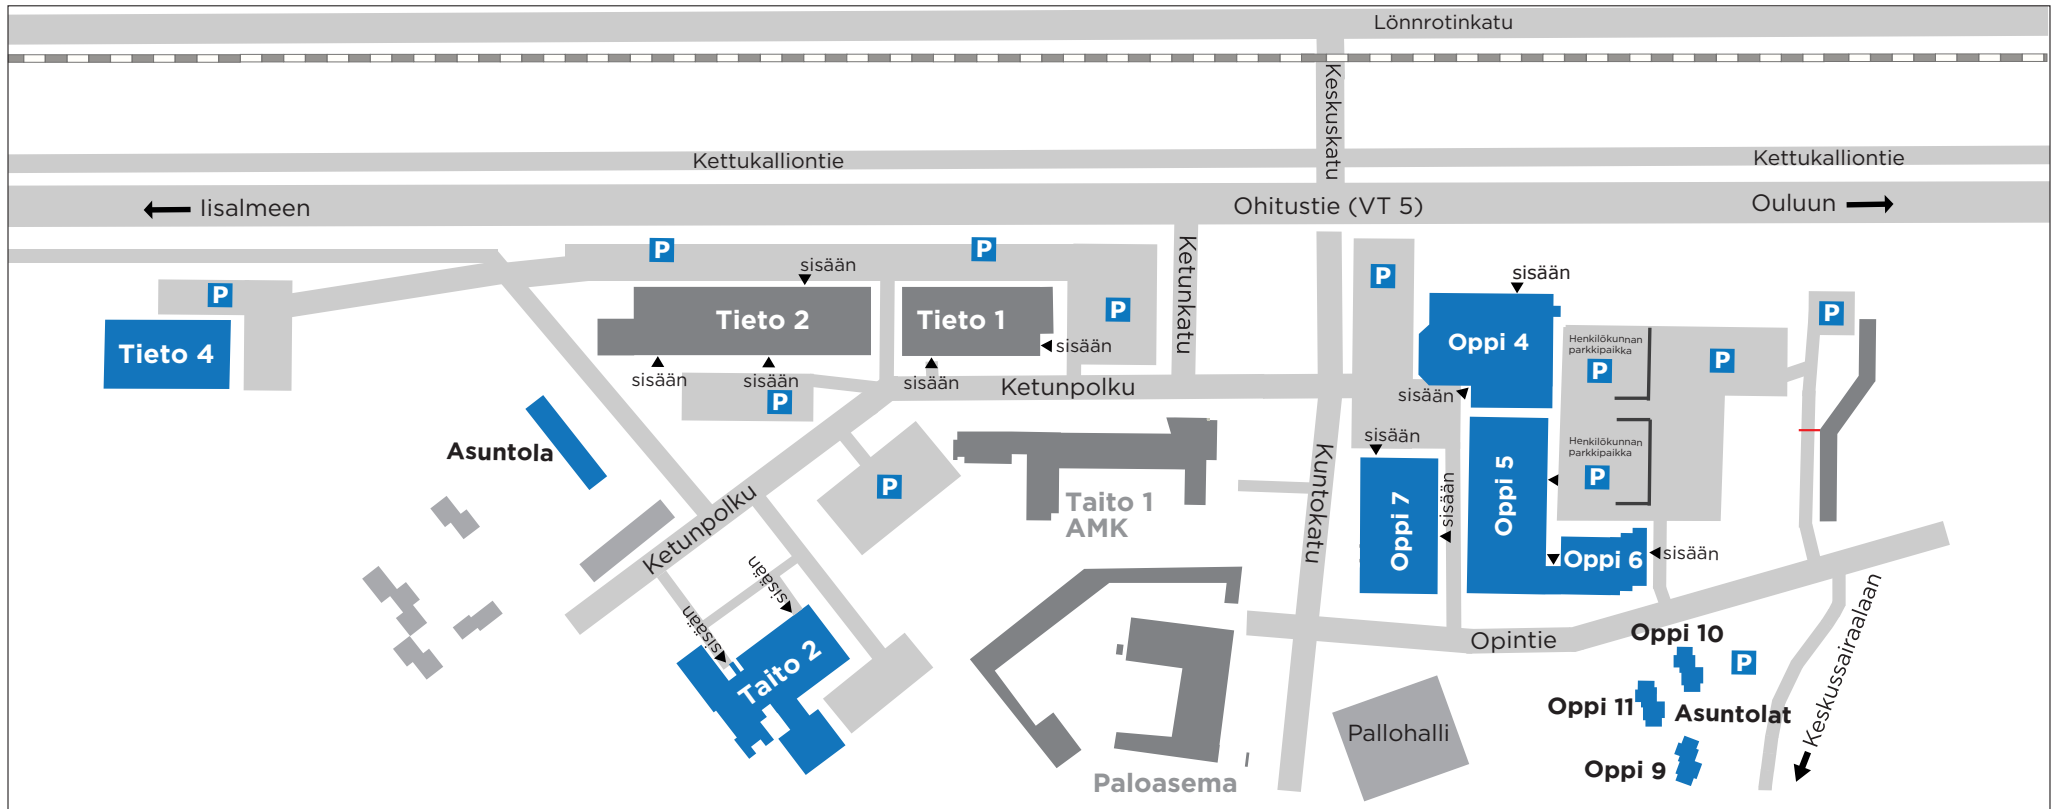 Lönnrotinkatu
Keskuskatu
Kettukalliontie
Kettukalliontie
Iisalmeen
Ohitustie (VT 5)
Ouluun
P
P
P
P
P
P
sisään
sisään
Ketunkatu
Tieto 4
Tieto 2
Tieto 1
sisään
Oppi 4
Henkilökunnan
parkkipaikka
P
P
sisään
sisään
sisään
P
Ketunpolku
sisään
Asuntola
sisään
Henkilökunnan
parkkipaikka
P
P
Kuntokatu
Taito 1
AMK
Ketunpolku
Oppi 7
sisään
Oppi 5
Oppi 6
sisään
sisään
sisään
Taito 2
Opintie
Oppi 10
P
Keskussairaalaan
Oppi 11
Asuntolat
Pallohalli
Oppi 9
Paloasema